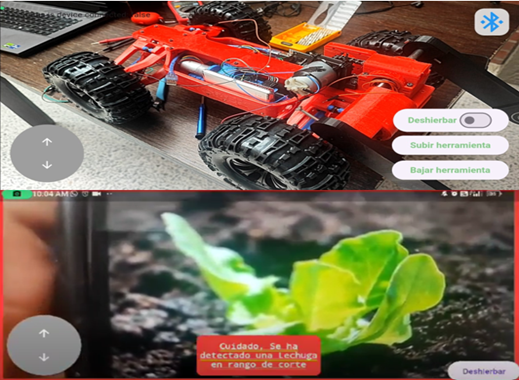 Deshierbar
Subir herramienta
Bajar herramienta
10:04 AM
Cuidado, Se ha
detectado una Lechuga
en rango de corte
Deshierbar